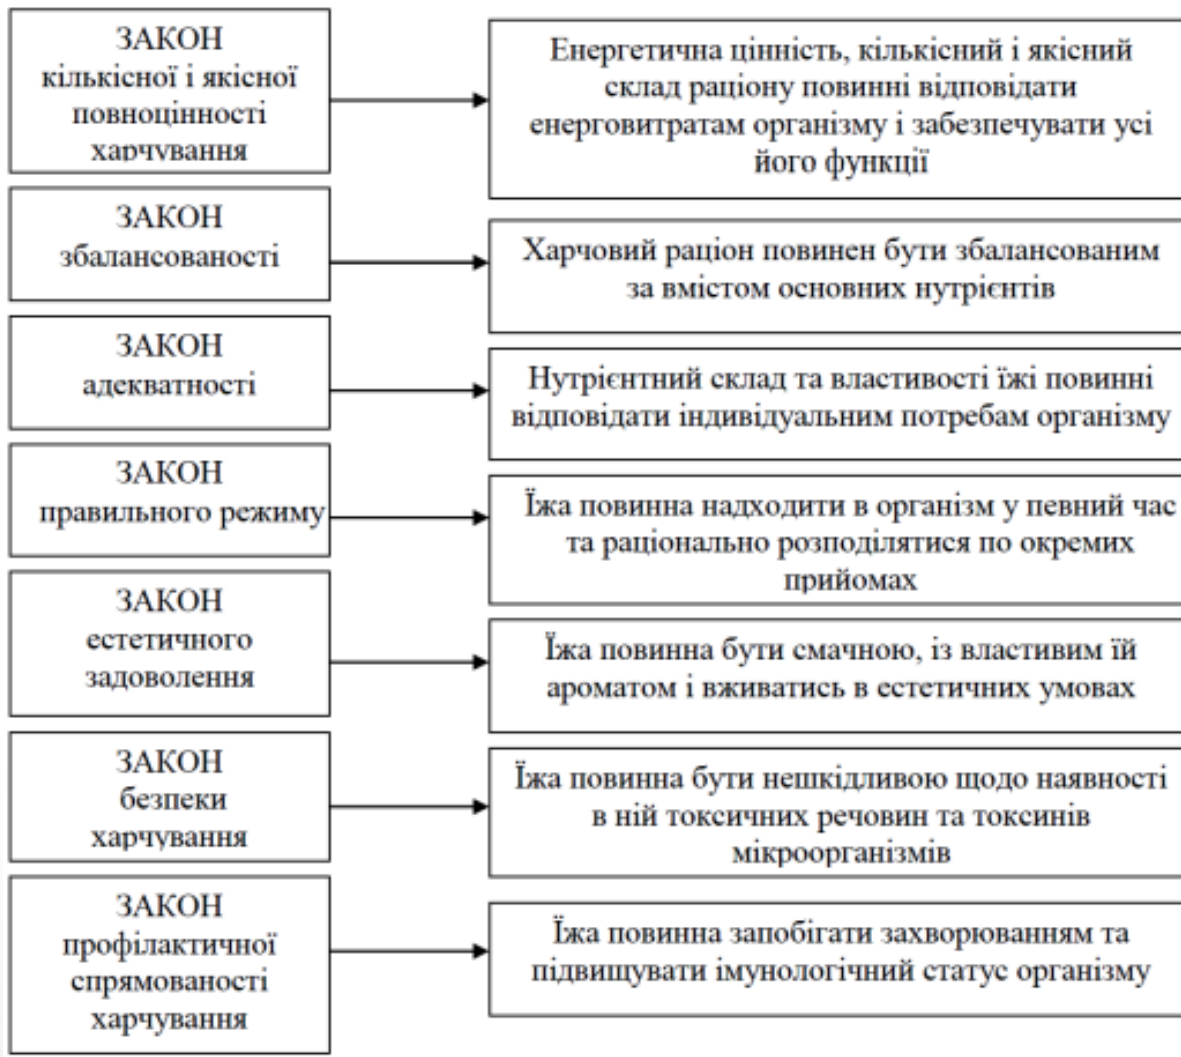 ЗАКОН
кількісної і якісної
повноцінності
харчування
Енергетична цінність, кількісний і якісний
склад раціону повинні відповідати
енерговитратам організму і забезпечувати усі
його функції
ЗАКОН
збалансованості
Харчовий раціон повинен бути збалансованим
за вмістом основних нутрієнтів
ЗАКОН
адекватності
Нутрієнтний склад та властивості їжі повинні
відповідати індивідуальним потребам організму
ЗАКОН
правильного режиму
Їжа повинна надходити в організм у певний час
та раціонально розподілятися по окремих
прийомах
ЗАКОН
естетичного
задоволення
Їжа повинна бути смачною, із властивим їй
ароматом і вживатись в естетичних умовах
ЗАКОН
безпеки
харчування
Їжа повинна бути нешкідливою щодо наявності
в ній токсичних речовин та токсинів
мікроорганізмів
ЗАКОН
профілактичної
спрямованості
харчування
Їжа повинна запобігати захворюванням та
підвищувати імунологічний статус організму